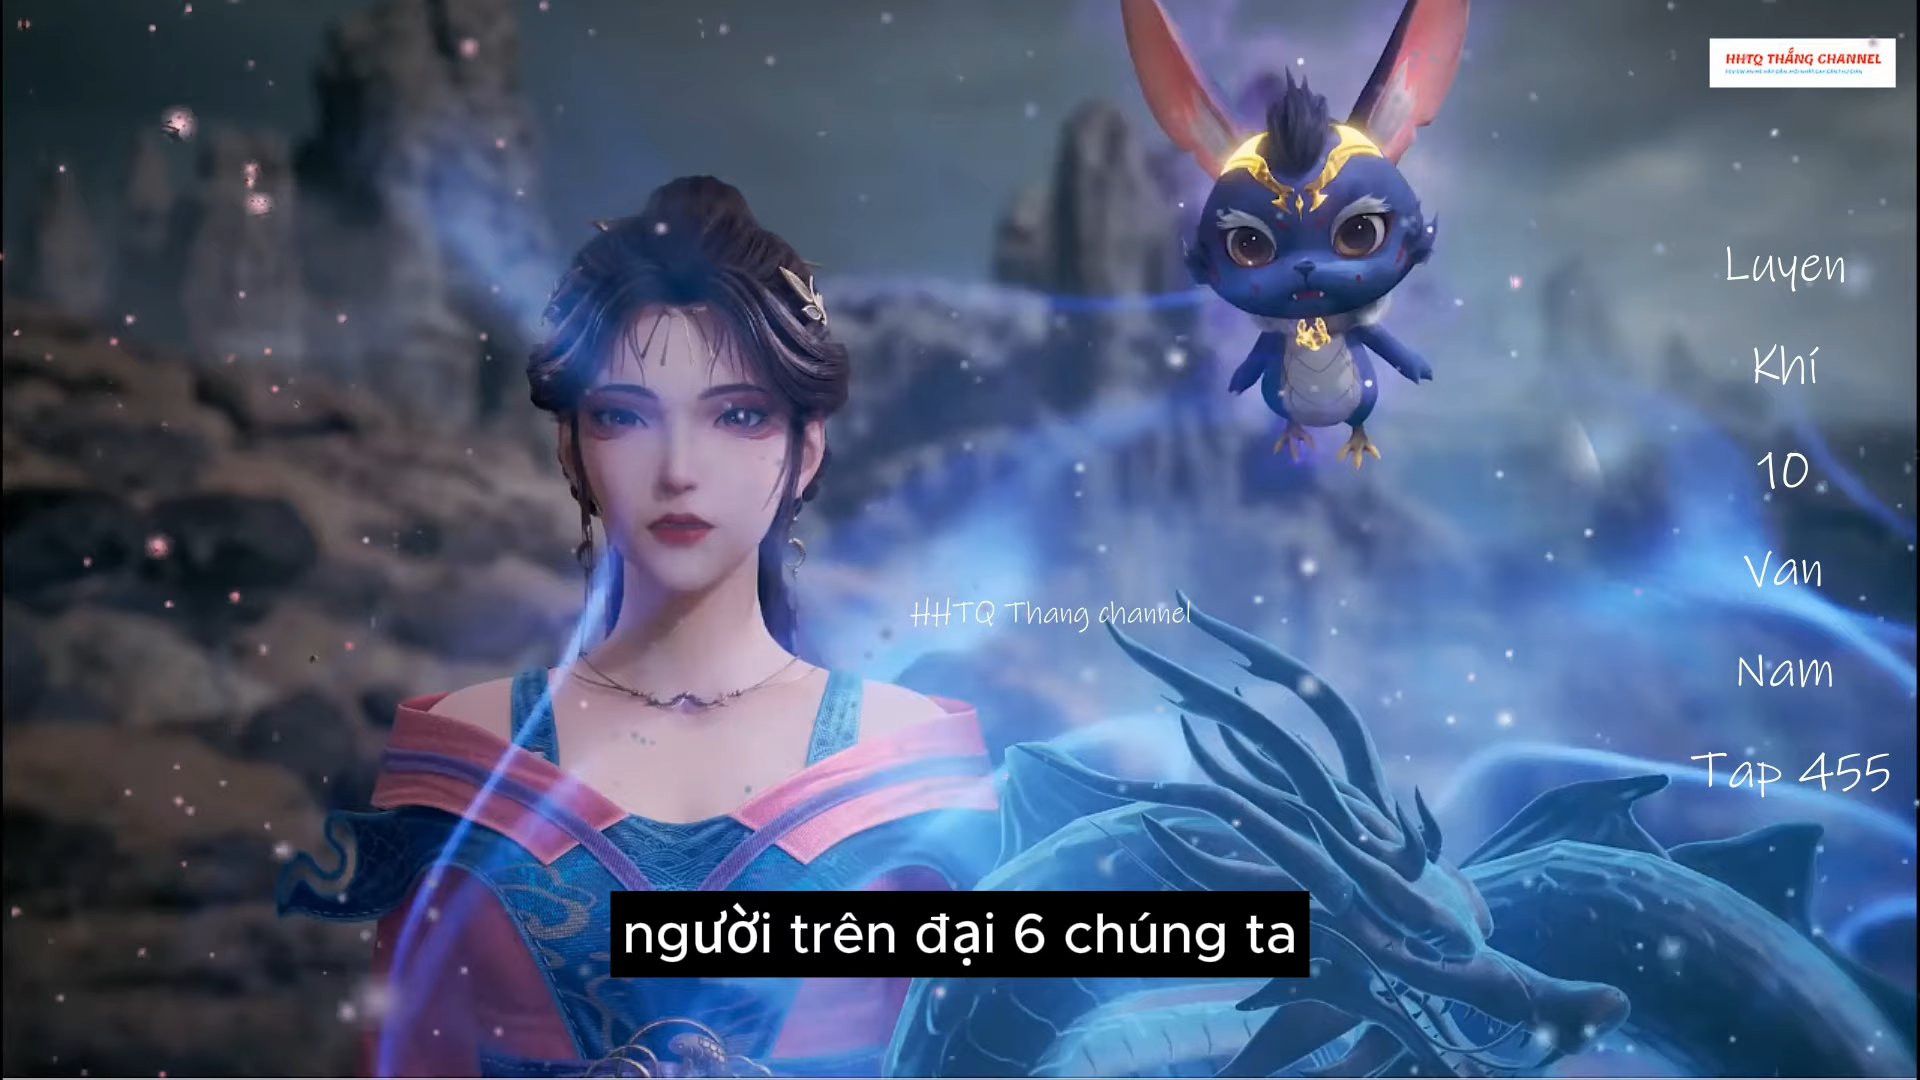 HHTQ THẮNG CHANNEL
Luyen
Khí
10
Van
Nam
HHTQ Thang channel
Tap 455
người trên đại 6 chúng ta